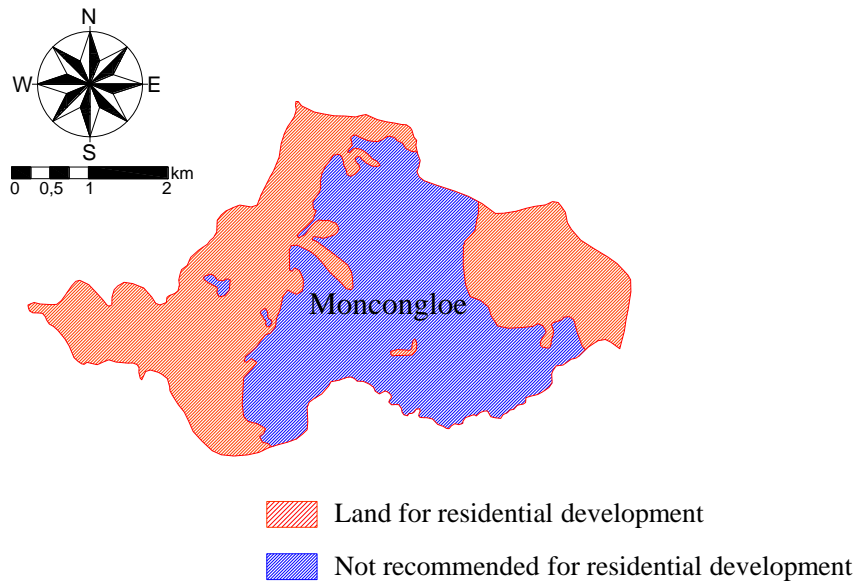 N
W E
S
km
0 0,5 1 2
Moncongloe
Land for residential development
Not recommended for residential development